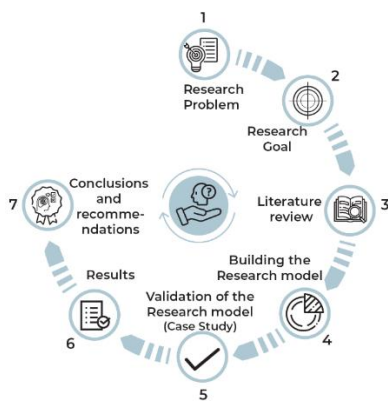 1
Research
Problem
2
Research
Goal
Literature
review
3
Building the
Research model
4
Validation of the
Research model
(Case Study)
5
Results
6
Conclusions
and
recomme-
ndations
7
?